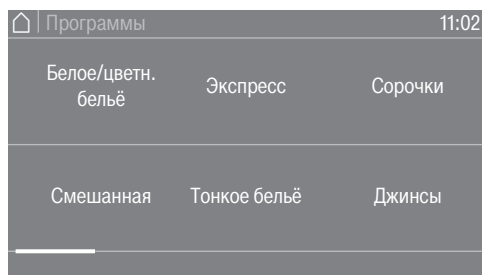 Программы 11:02
Белое/цветн.
бельё
Экспресс
Сорочки
Смешанная
Тонкое бельё
Джинсы